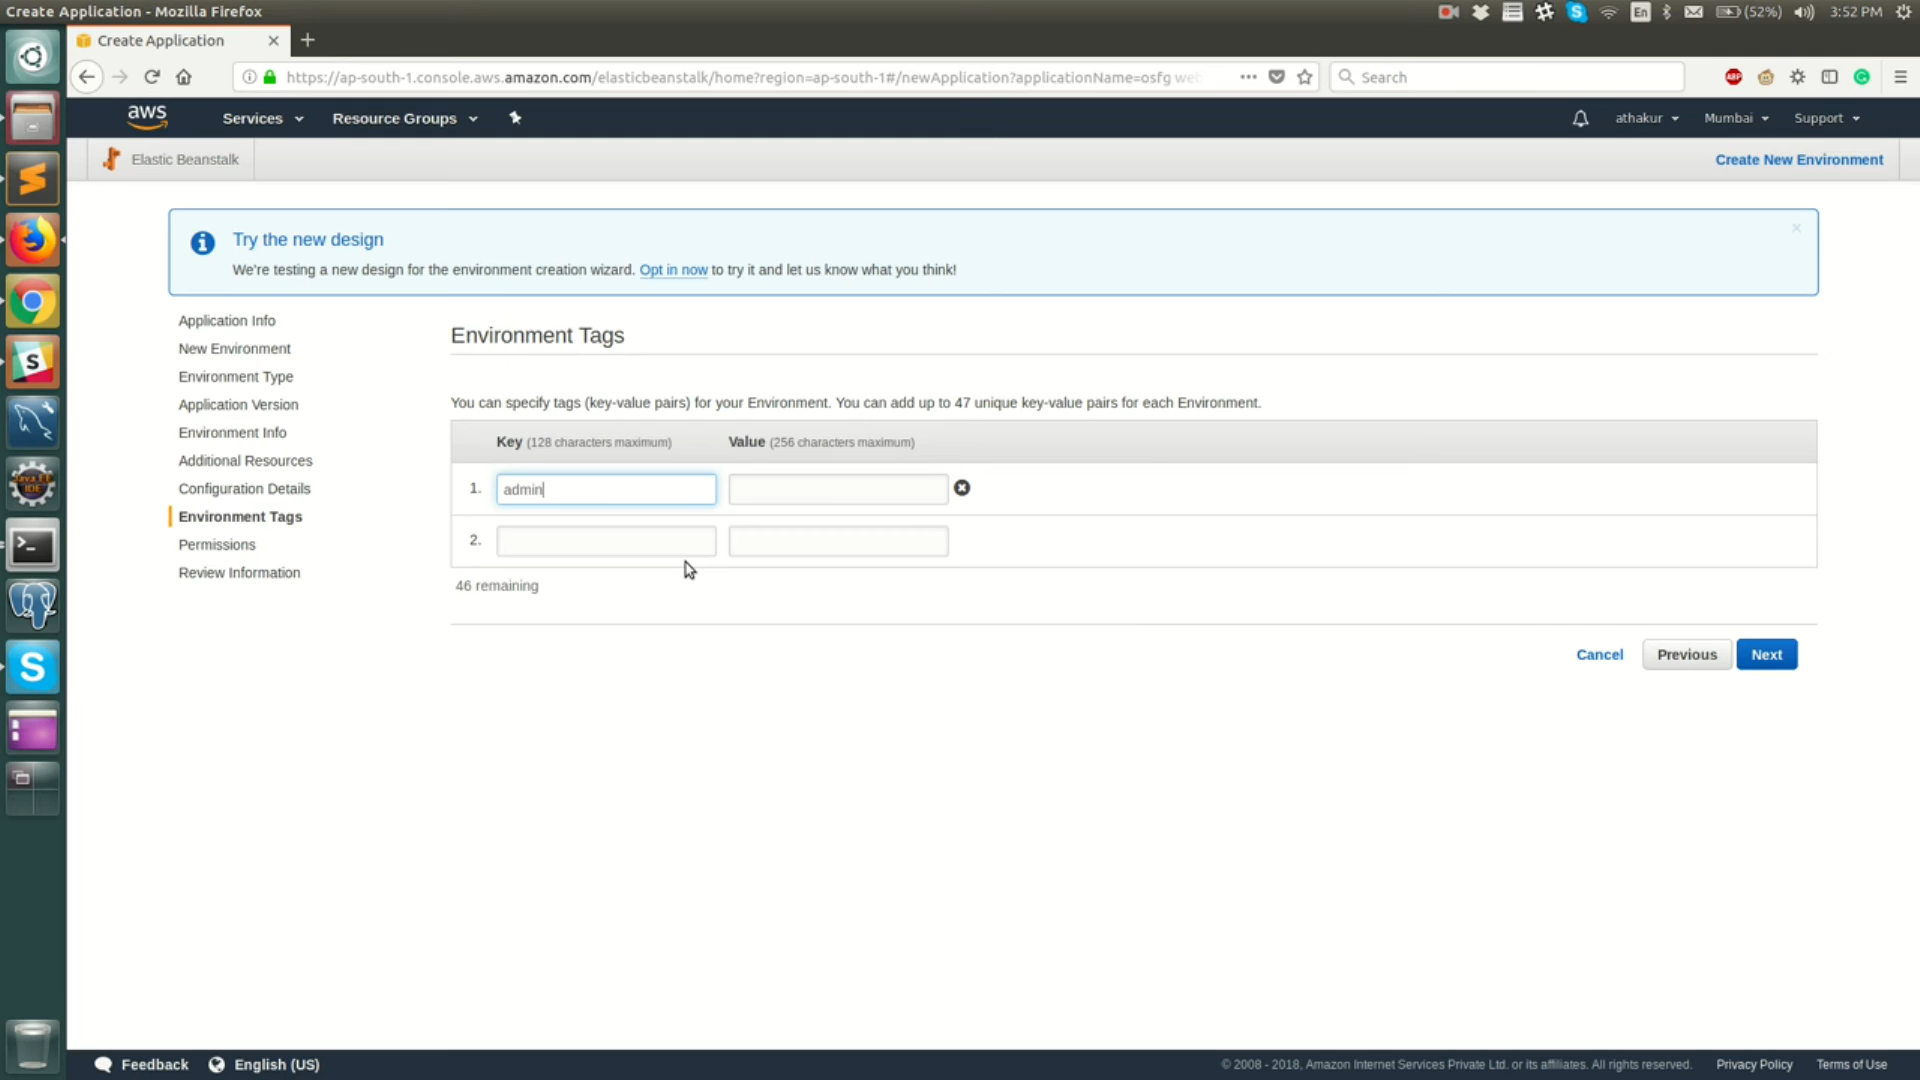 Create Application - Mozilla Firefox
En
(52%)
3:52 PM
Create Application
https://ap-south-1.console.aws.amazon.com/elasticbeanstalk/home?region=ap-south-1#/newApplication?applicationName=osfg we
Search
ABP
aws
Services
Resource Groups
athakur
Mumbai
Support
Elastic Beanstalk
Create New Environment
Try the new design
We're testing a new design for the environment creation wizard. Opt in now to try it and let us know what you think!
Application Info
New Environment
Environment Type
Application Version
Environment Info
Additional Resources
Configuration Details
Environment Tags
Permissions
Review Information
Environment Tags
You can specify tags (key-value pairs) for your Environment. You can add up to 47 unique key-value pairs for each Environment.
Key (128 characters maximum)
Value (256 characters maximum)
1.
admin
2.
46 remaining
Cancel
Previous
Next
Java EE
IDE
Feedback
English (US)
© 2008 - 2018, Amazon Internet Services Private Ltd. or its affiliates. All rights reserved.
Privacy Policy
Terms of Use